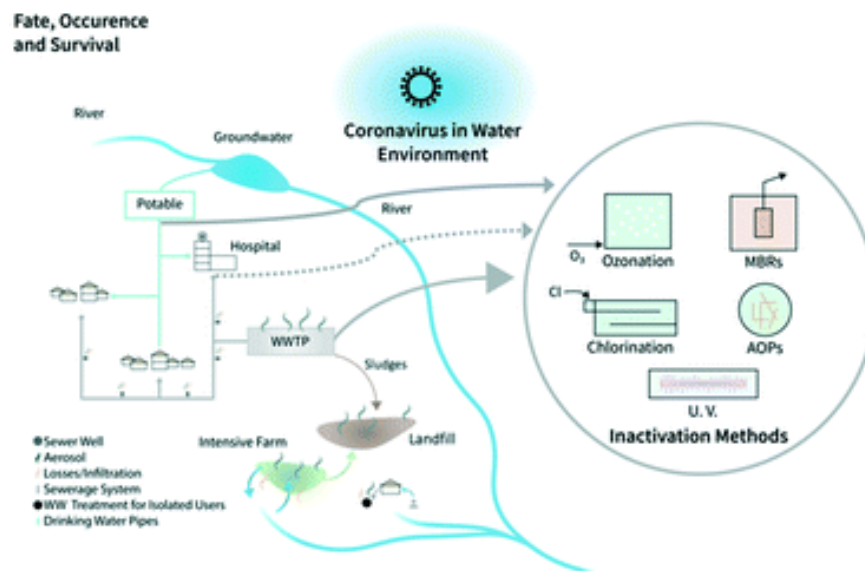 Fate, Occurence
and Survival
Coronavirus in Water
Environment
River
Groundwater
Potable
River
Hospital
WWTP
Sludges
Landfill
Intensive Farm
Sewer Well
Aerosol
Losses/Infiltration
Sewerage System
WW Treatment for Isolated Users
Drinking Water Pipes
O₃
Ozonation
MBRs
Cl
Chlorination
AOPs
U. V.
Inactivation Methods